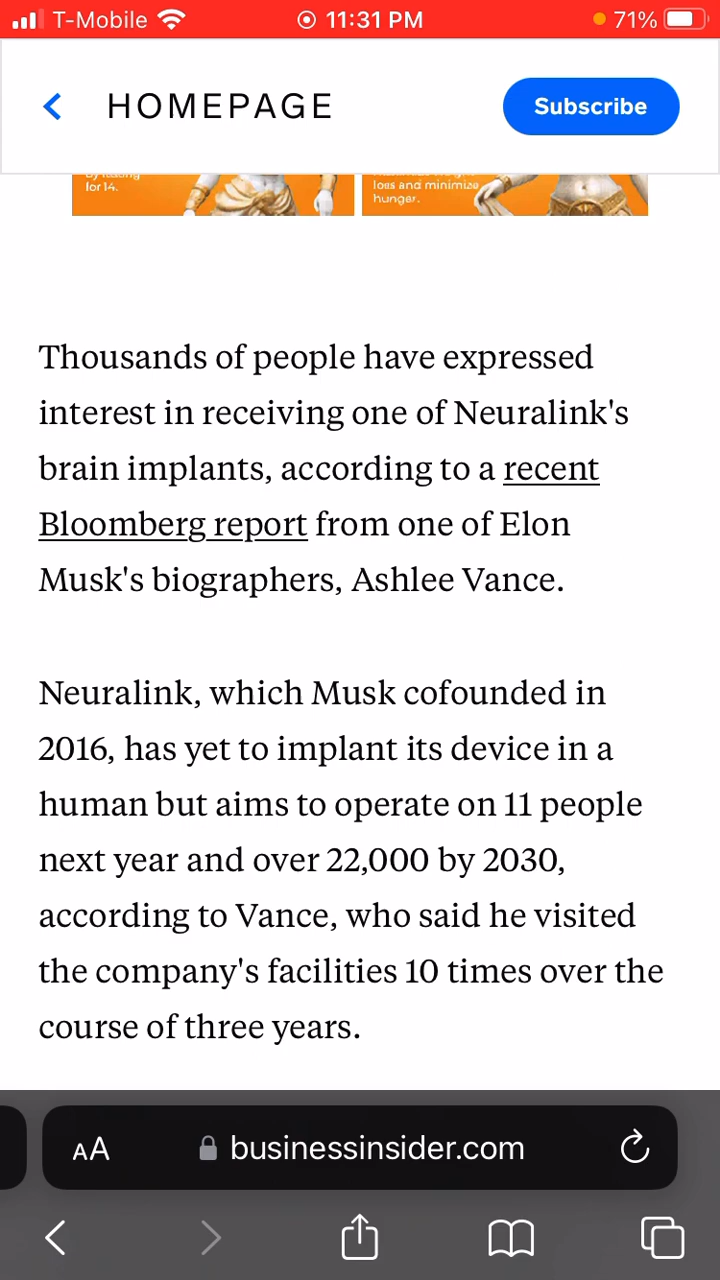 T-Mobile 11:31 PM 71%
HOMEPAGE Subscribe
for 14.
loss and minimize
hunger.
Thousands of people have expressed
interest in receiving one of Neuralink's
brain implants, according to a recent
Bloomberg report from one of Elon
Musk's biographers, Ashlee Vance.
Neuralink, which Musk cofounded in
2016, has yet to implant its device in a
human but aims to operate on 11 people
next year and over 22,000 by 2030,
according to Vance, who said he visited
the company's facilities 10 times over the
course of three years.
AA businessinsider.com